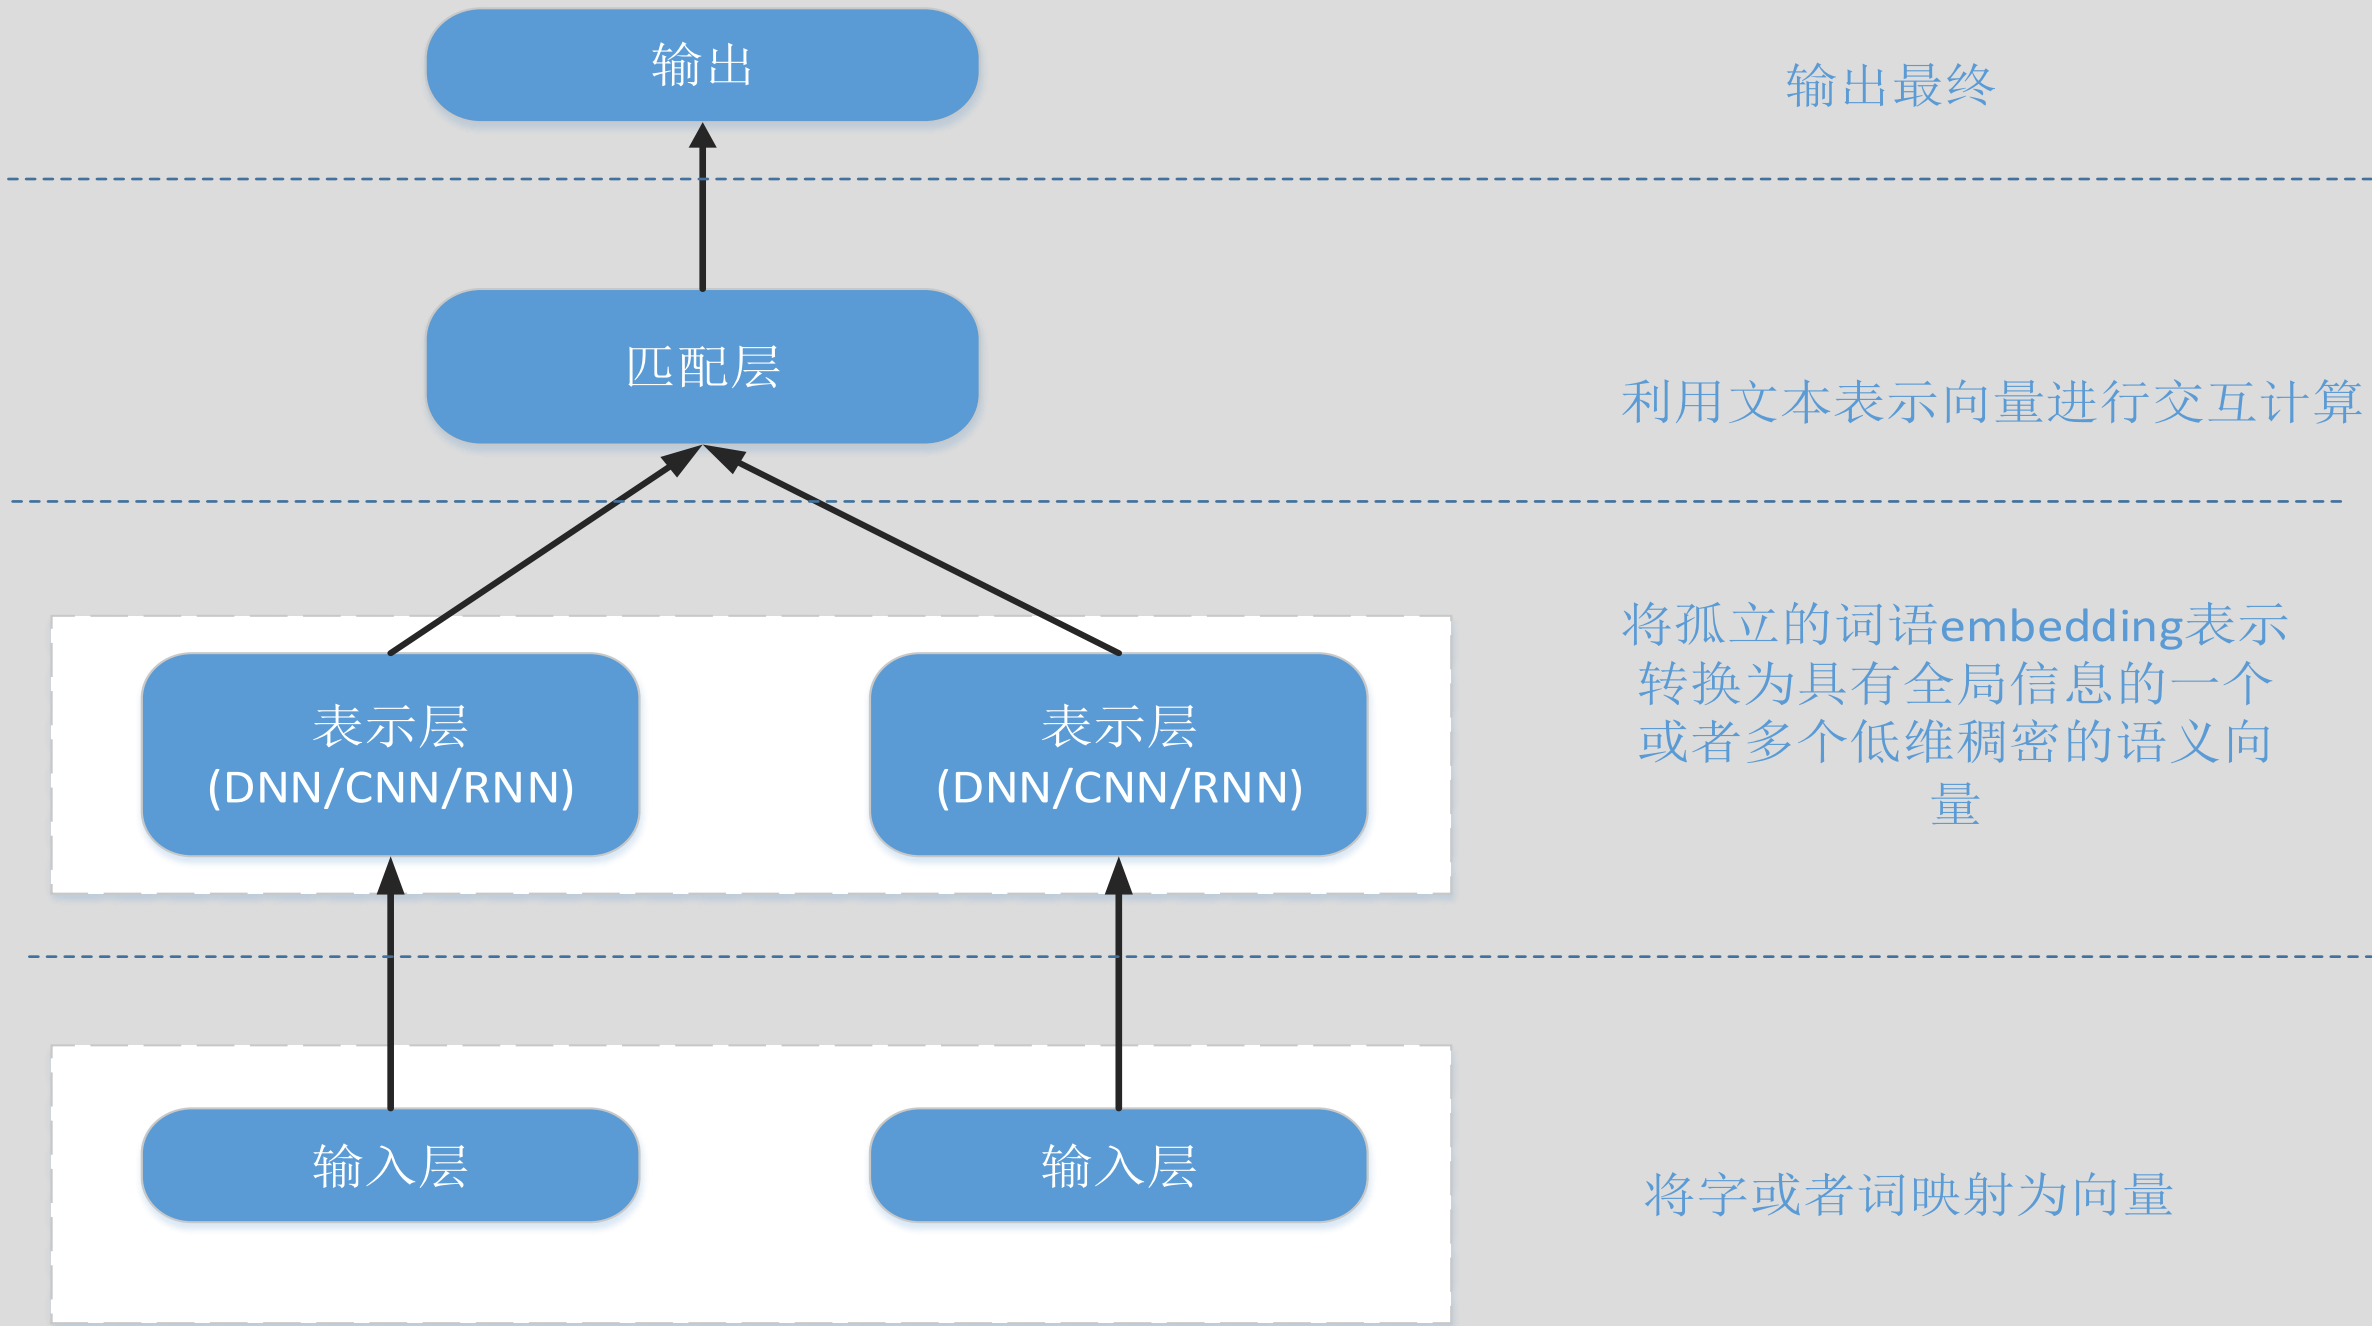 输出
输出最终
匹配层
利用文本表示向量进行交互计算
将孤立的词语embedding表示
转换为具有全局信息的一个
或者多个低维稠密的语义向
量
表示层
(DNN/CNN/RNN)
表示层
(DNN/CNN/RNN)
输入层
输入层
将字或者词映射为向量